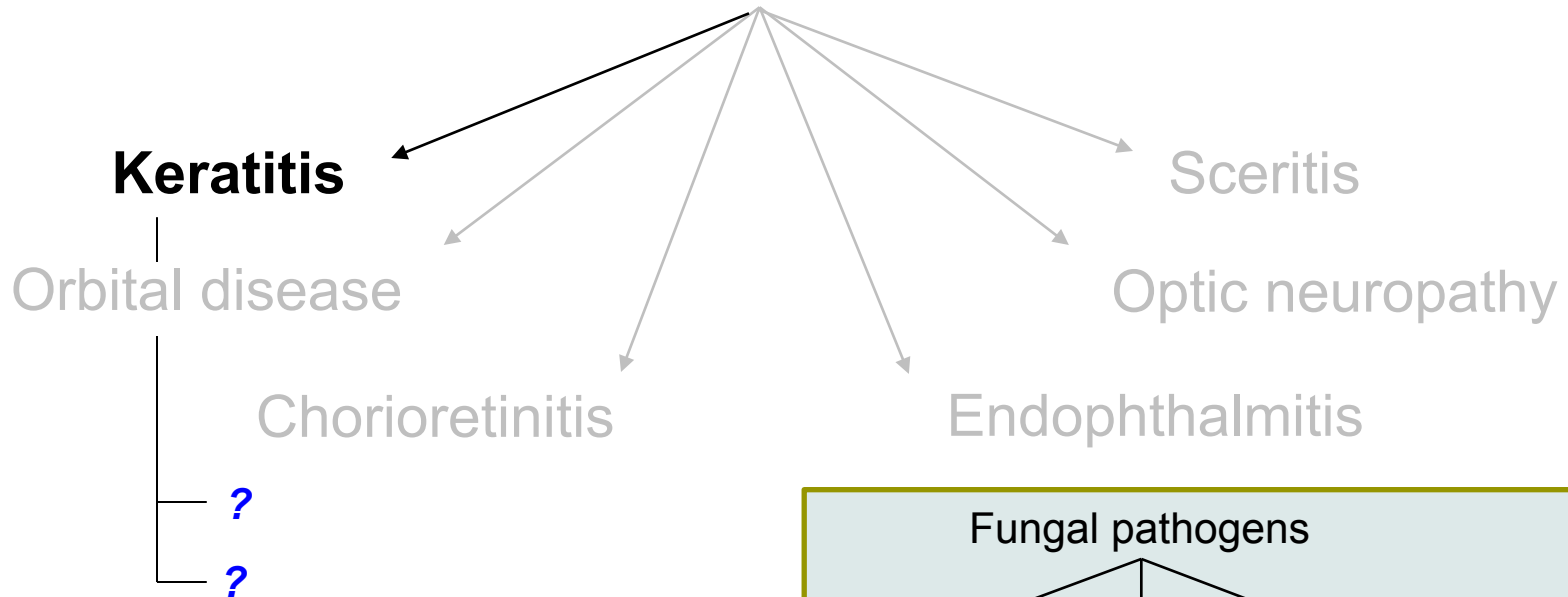 Keratitis
Sceritis
Orbital disease
Optic neuropathy
Chorioretinitis
Endophthalmitis
?
Fungal pathogens
?